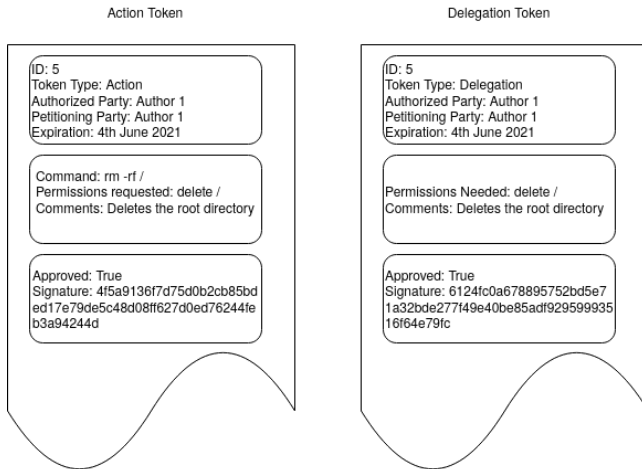 Action Token
ID: 5
Token Type: Action
Authorized Party: Author 1
Petitioning Party: Author 1
Expiration: 4th June 2021
Command: rm -rf /
Permissions requested: delete /
Comments: Deletes the root directory
Approved: True
Signature: 4f5a9136f7d75d0b2cb85bd
ed17e79de5c48d08ff627d0ed76244fe
b3a94244d
Delegation Token
ID: 5
Token Type: Delegation
Authorized Party: Author 1
Petitioning Party: Author 1
Expiration: 4th June 2021
Permissions Needed: delete /
Comments: Deletes the root directory
Approved: True
Signature: 6124fc0a678895752bd5e7
1a32bde277f49e40be85adf929599935
16f64e79fc